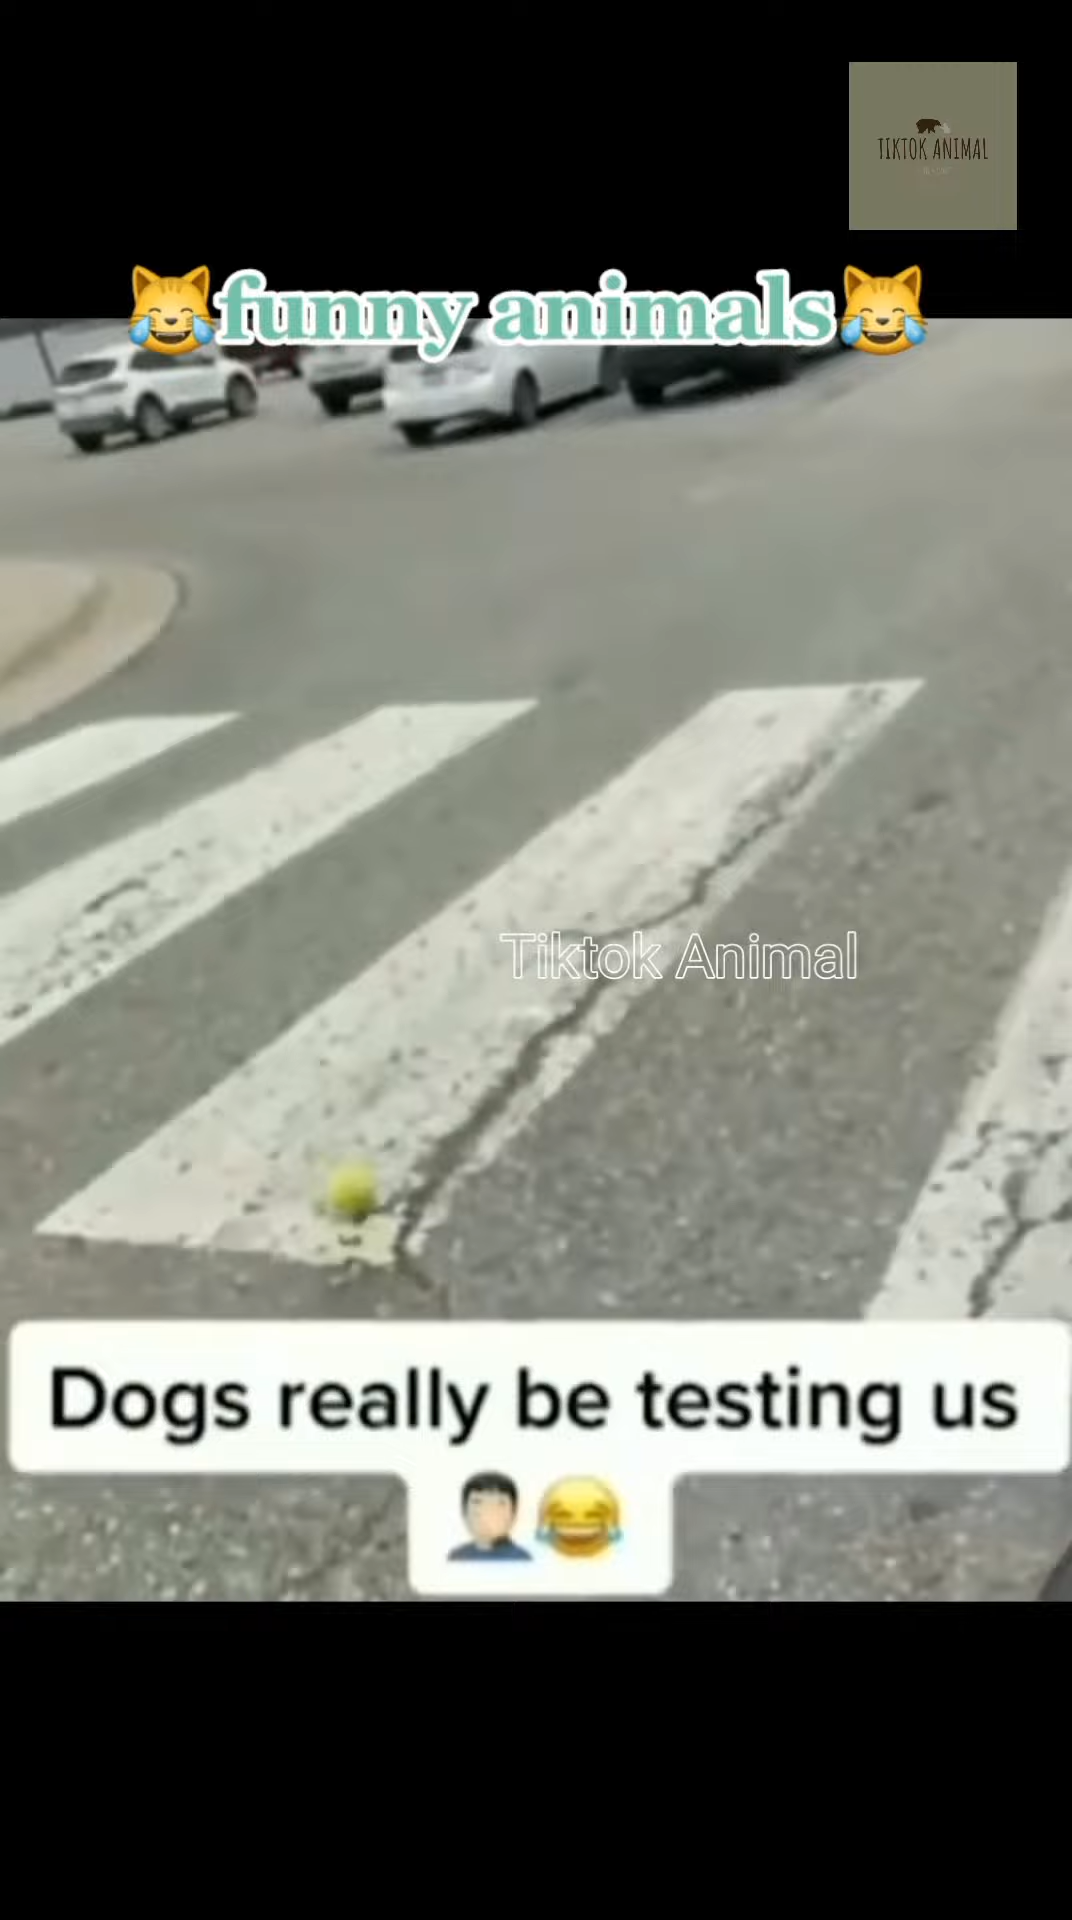 TIKTOK ANIMAL
😹funny animals😹
Tiktok Animal
Dogs really be testing us
🤦🏻‍♂️😂